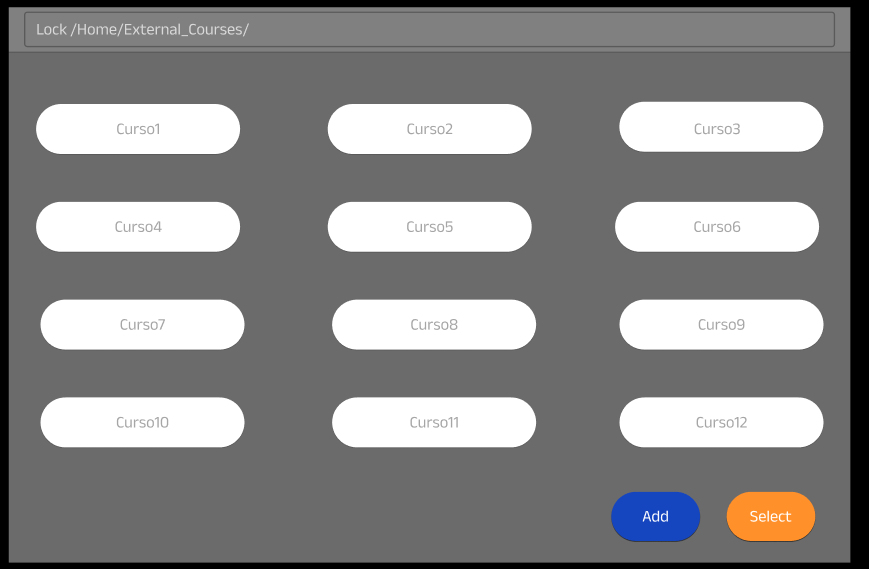 Lock /Home/External_Courses/
Curso1 Curso2 Curso3
Curso4 Curso5 Curso6
Curso7 Curso8 Curso9
Curso10 Curso11 Curso12
Add Select